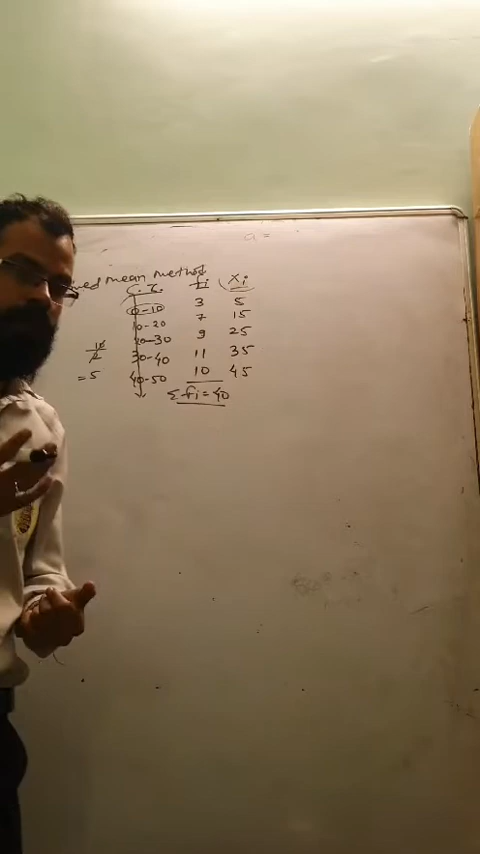 a =
mean method
C.I. fi xi
0-10 3 5
10-20 7 15
20-30 9 25
30-40 11 35
40-50 10 45
10/2
= 5
Σfi = 40